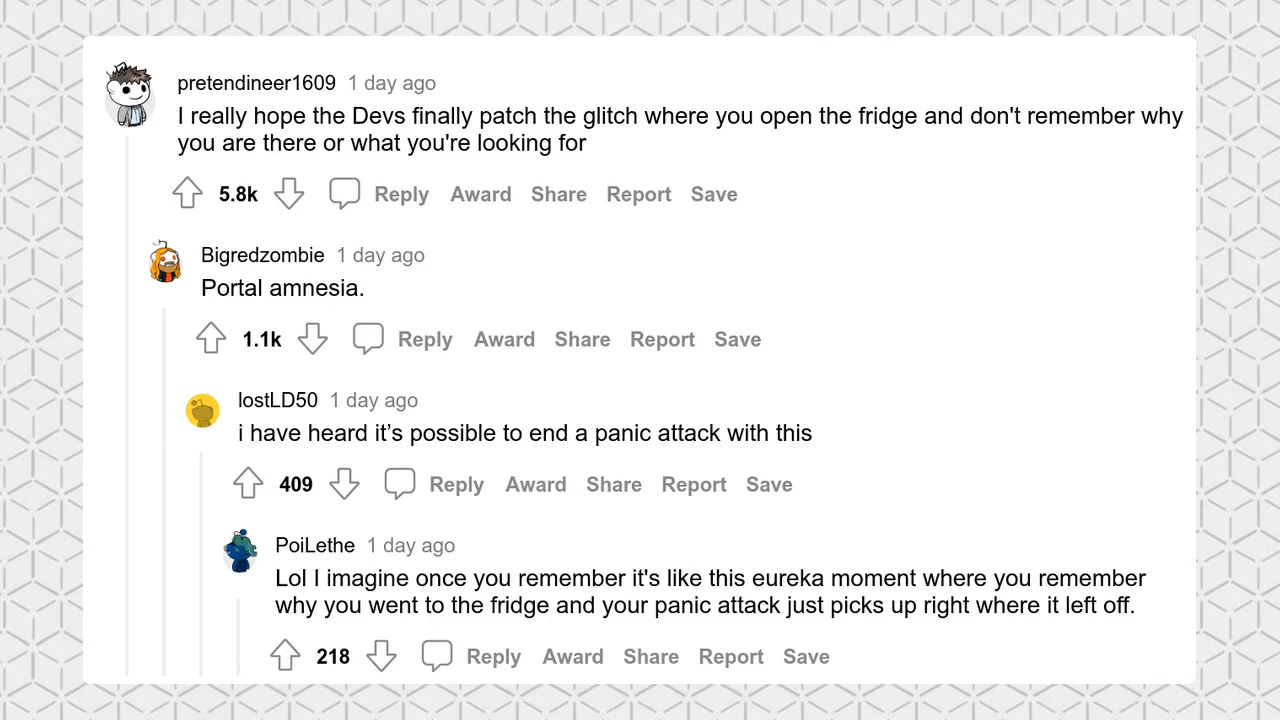 pretendineer1609 1 day ago
I really hope the Devs finally patch the glitch where you open the fridge and don't remember why
you are there or what you're looking for
5.8k Reply Award Share Report Save
Bigredzombie 1 day ago
Portal amnesia.
1.1k Reply Award Share Report Save
lostLD50 1 day ago
i have heard it’s possible to end a panic attack with this
409 Reply Award Share Report Save
PoiLethe 1 day ago
Lol I imagine once you remember it's like this eureka moment where you remember
why you went to the fridge and your panic attack just picks up right where it left off.
218 Reply Award Share Report Save